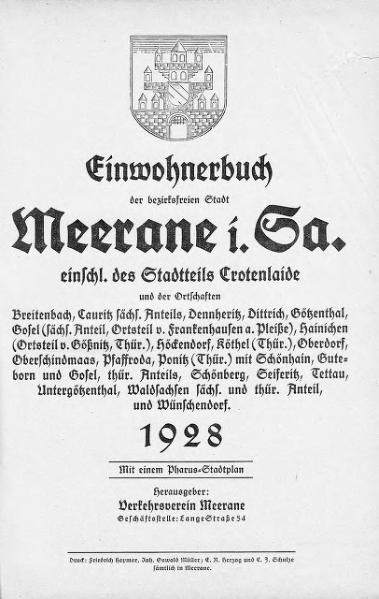 Einwohnerbuch
der bezirksfreien Stadt
Meerane i. Sa.
einschl. des Stadtteils Crotenlaide
und der Ortschaften
Breitenbach, Cauritz sächs. Anteils, Dennheritz, Dittrich, Götzenthal,
Gosel (sächs. Anteil, Ortsteil v. Frankenhausen a. Pleiße), Hainichen
(Ortsteil v. Gößnitz, Thür.), Höckendorf, Köthel (Thür.), Oberdorf,
Oberschindmaas, Pfaffroda, Ponitz (Thür.) mit Schönhain, Gute-
born und Gosel, thür. Anteils, Schönberg, Seiferitz, Tettau,
Untergötzenthal, Waldsachsen sächs. und thür. Anteil,
und Wünschendorf.
1928
Mit einem Pharus-Stadtplan
Herausgeber:
Verkehrsverein Meerane
Geschäftsstelle: Lange Straße 54
Druck: Friedrich Haymer, Inh. Oswald Müller; E. R. Herzog und C. J. Schulze
sämtlich in Meerane.